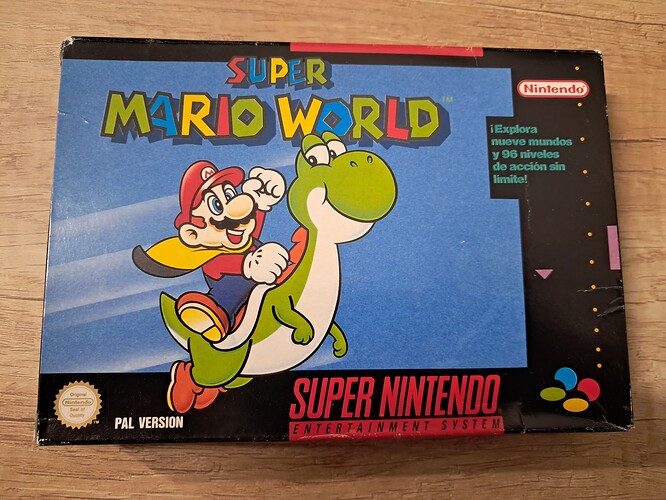 SUPER
MARIO WORLD™
Nintendo®
¡Explora
nueve mundos
y 96 niveles
de acción sin
límite!
M
Original
Nintendo
Seal of
Quality
TM
PAL VERSION
SUPER NINTENDO
ENTERTAINMENT SYSTEM